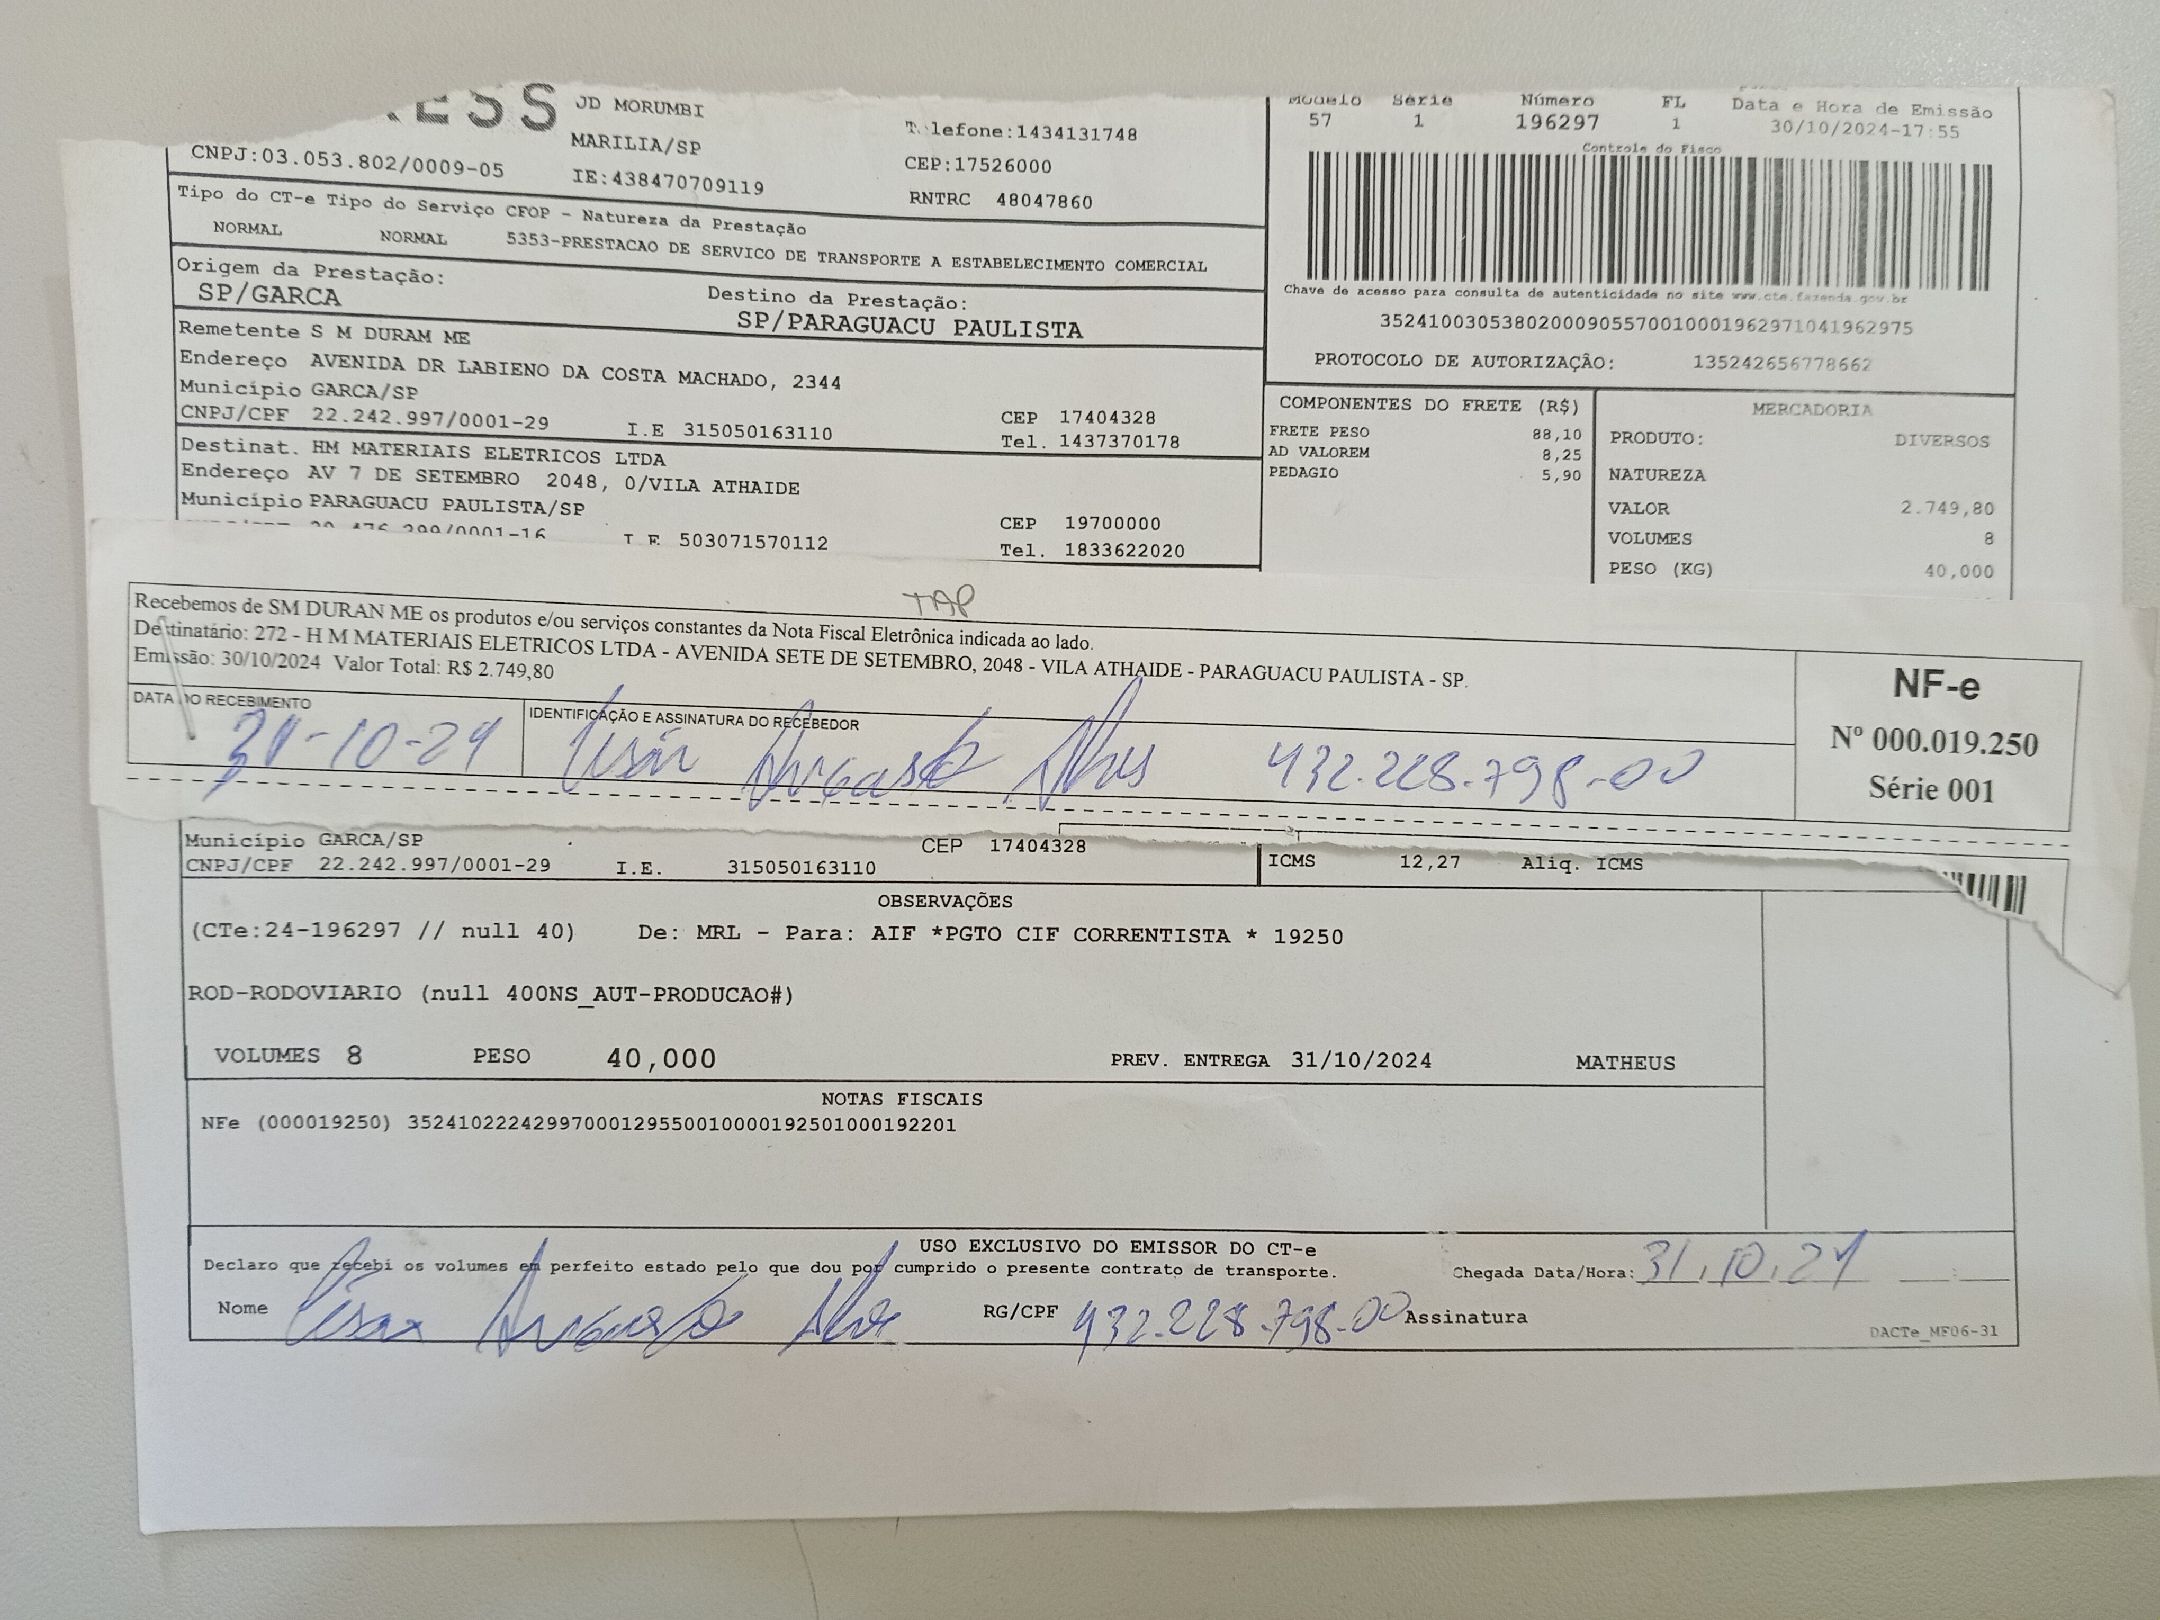 ESS
JD MORUMBI
MARILIA/SP
CNPJ:03.053.802/0009-05
IE:438470709119
lefone:1434131748
CEP:17526000
RNTRC 48047860
Modelo Série Número FL Data e Hora de Emissão
57 1 196297 1 30/10/2024-17:55
Controle do Fisco
Tipo do CT-e Tipo do Serviço CFOP - Natureza da Prestação
NORMAL NORMAL 5353-PRESTACAO DE SERVICO DE TRANSPORTE A ESTABELECIMENTO COMERCIAL
Origem da Prestação:
SP/GARCA
Destino da Prestação:
SP/PARAGUACU PAULISTA
Chave de acesso para consulta de autenticidade no site www.cte.fazenda.gov.br
35241003053802000905570010001962971041962975
PROTOCOLO DE AUTORIZAÇÃO: 135242656778662
Remetente S M DURAM ME
Endereço AVENIDA DR LABIENO DA COSTA MACHADO, 2344
Município GARCA/SP
CNPJ/CPF 22.242.997/0001-29 I.E 315050163110
CEP 17404328
Tel. 1437370178
Destinat. HM MATERIAIS ELETRICOS LTDA
Endereço AV 7 DE SETEMBRO 2048, 0/VILA ATHAIDE
Município PARAGUACU PAULISTA/SP
I.E 503071570112
CEP 19700000
Tel. 1833622020
COMPONENTES DO FRETE (R$)
FRETE PESO 88,10
AD VALOREM 8,25
PEDAGIO 5,90
MERCADORIA
PRODUTO: DIVERSOS
NATUREZA
VALOR 2.749,80
VOLUMES 8
PESO (KG) 40,000
TAP
Recebemos de SM DURAN ME os produtos e/ou serviços constantes da Nota Fiscal Eletrônica indicada ao lado.
Destinatário: 272 - H M MATERIAIS ELETRICOS LTDA - AVENIDA SETE DE SETEMBRO, 2048 - VILA ATHAIDE - PARAGUACU PAULISTA - SP.
Emissão: 30/10/2024 Valor Total: R$ 2.749,80
DATA DO RECEBIMENTO
31-10-24
IDENTIFICAÇÃO E ASSINATURA DO RECEBEDOR
César Augusto Alves 432.228.798-00
NF-e
Nº 000.019.250
Série 001
Município GARCA/SP CEP 17404328
CNPJ/CPF 22.242.997/0001-29 I.E. 315050163110
ICMS 12,27 Aliq. ICMS
OBSERVAÇÕES
(CTe:24-196297 // null 40) De: MRL - Para: AIF *PGTO CIF CORRENTISTA * 19250
ROD-RODOVIARIO (null 400NS_AUT-PRODUCAO#)
VOLUMES 8 PESO 40,000 PREV. ENTREGA 31/10/2024 MATHEUS
NOTAS FISCAIS
NFe (000019250) 35241022242997000129550010000192501000192201
USO EXCLUSIVO DO EMISSOR DO CT-e
Declaro que recebi os volumes em perfeito estado pelo que dou por cumprido o presente contrato de transporte.
Chegada Data/Hora: 31.10.24
Nome César Augusto Alves RG/CPF 432.228.798-00 Assinatura
DACTe_MF06-31